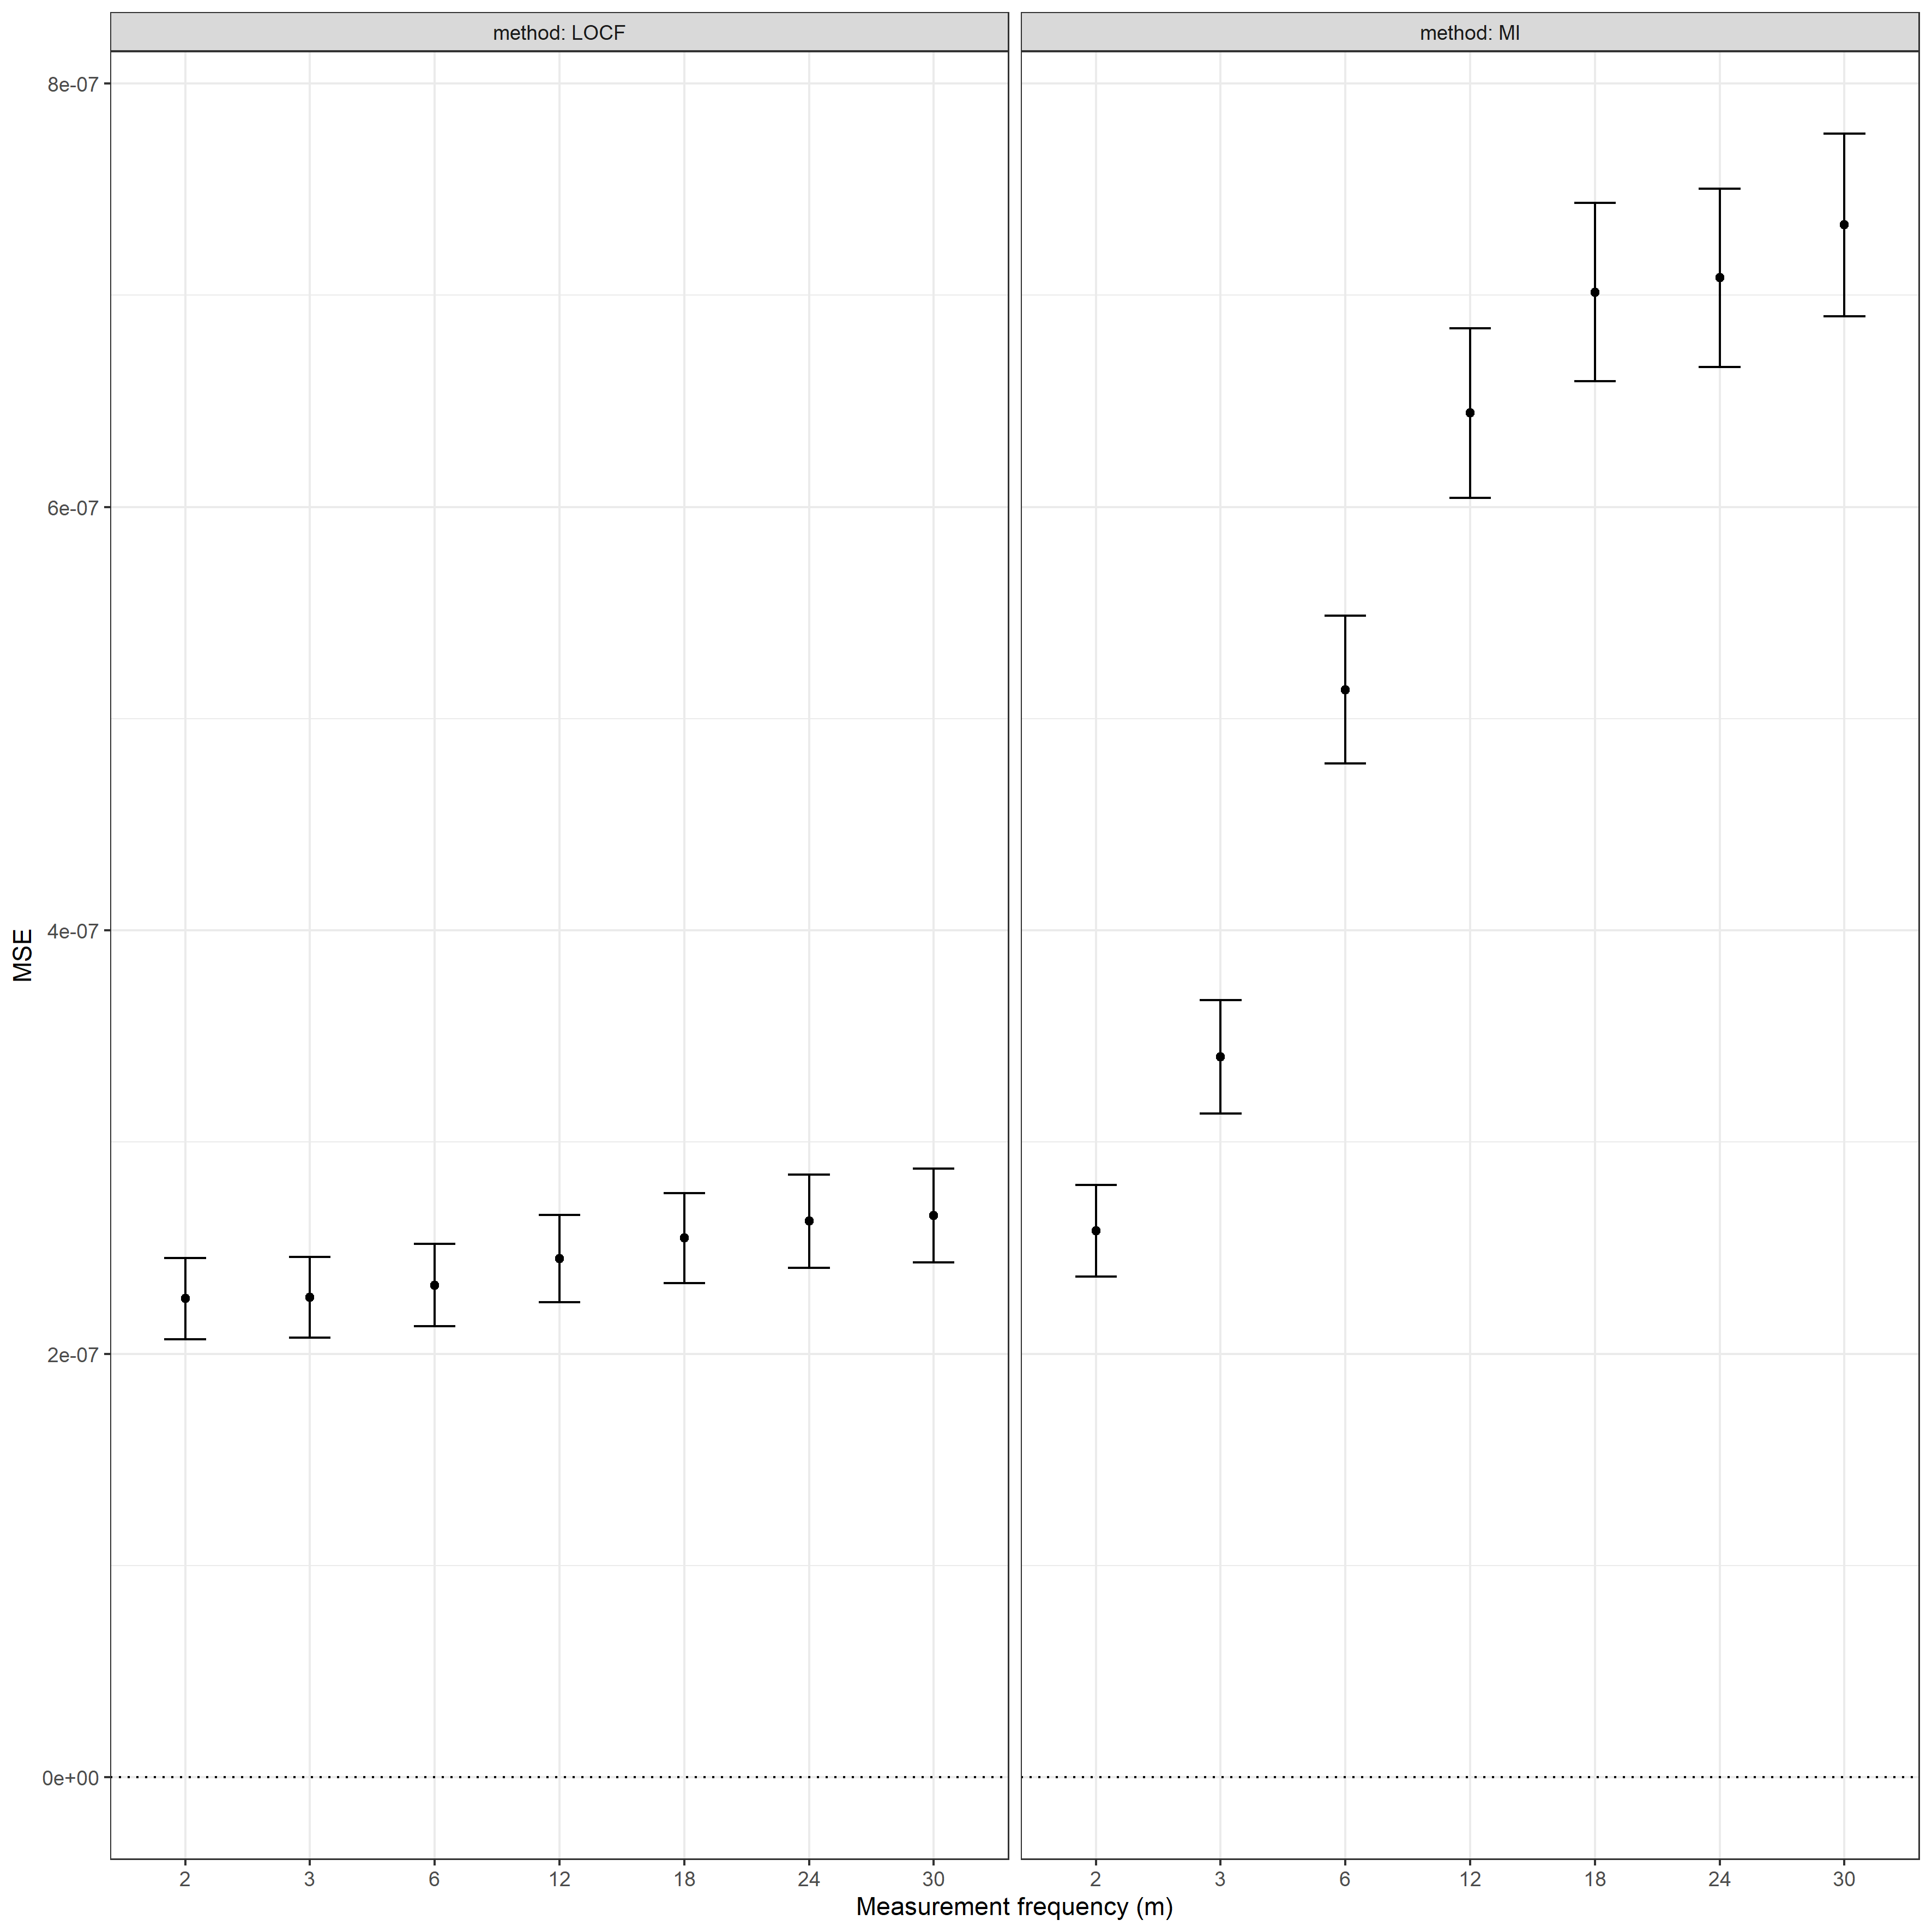 method: LOCF
method: MI
MSE
8e-07
6e-07
4e-07
2e-07
0e+00
2 3 6 12 18 24 30
2 3 6 12 18 24 30
Measurement frequency (m)